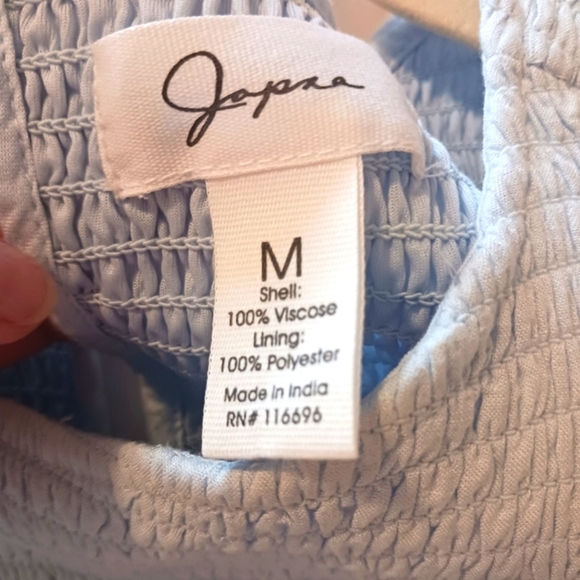 Japna
M
Shell:
100% Viscose
Lining:
100% Polyester
Made in India
RN# 116696